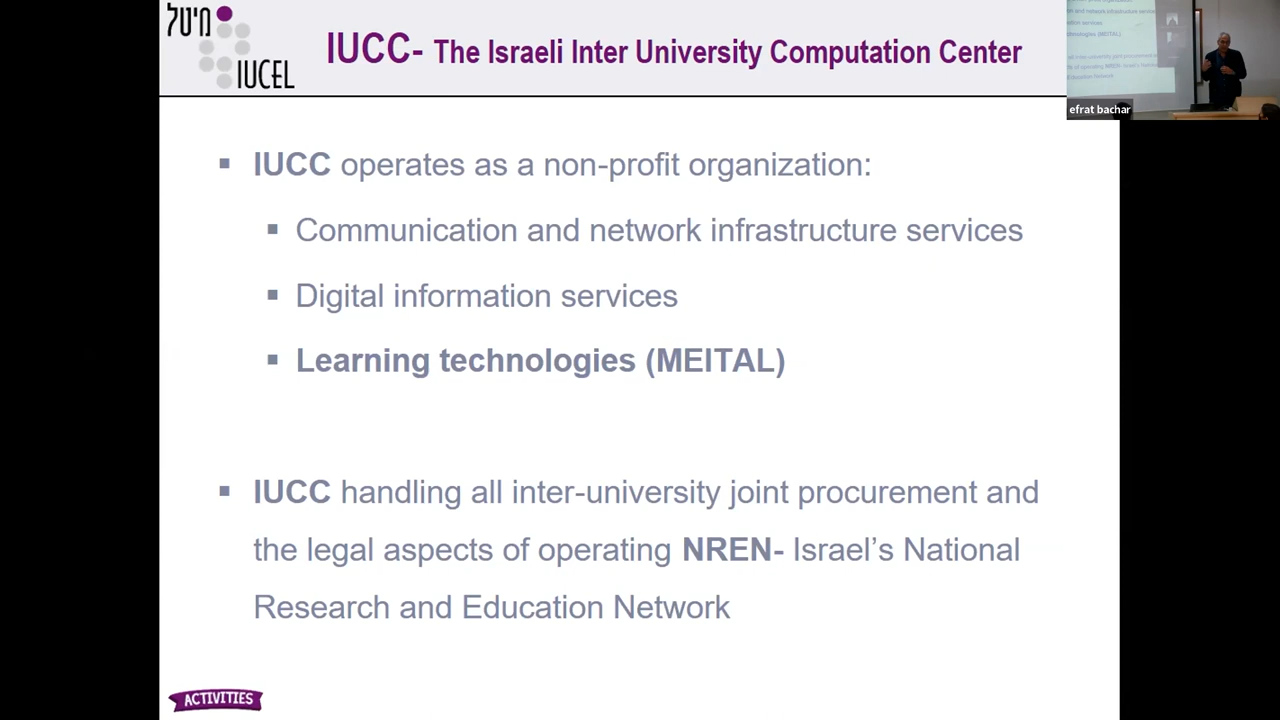 מיטל
IUCEL
IUCC- The Israeli Inter University Computation Center
efrat bachar
▪ IUCC operates as a non-profit organization:
▪ Communication and network infrastructure services
▪ Digital information services
▪ Learning technologies (MEITAL)
▪ IUCC handling all inter-university joint procurement and
the legal aspects of operating NREN- Israel’s National
Research and Education Network
ACTIVITIES